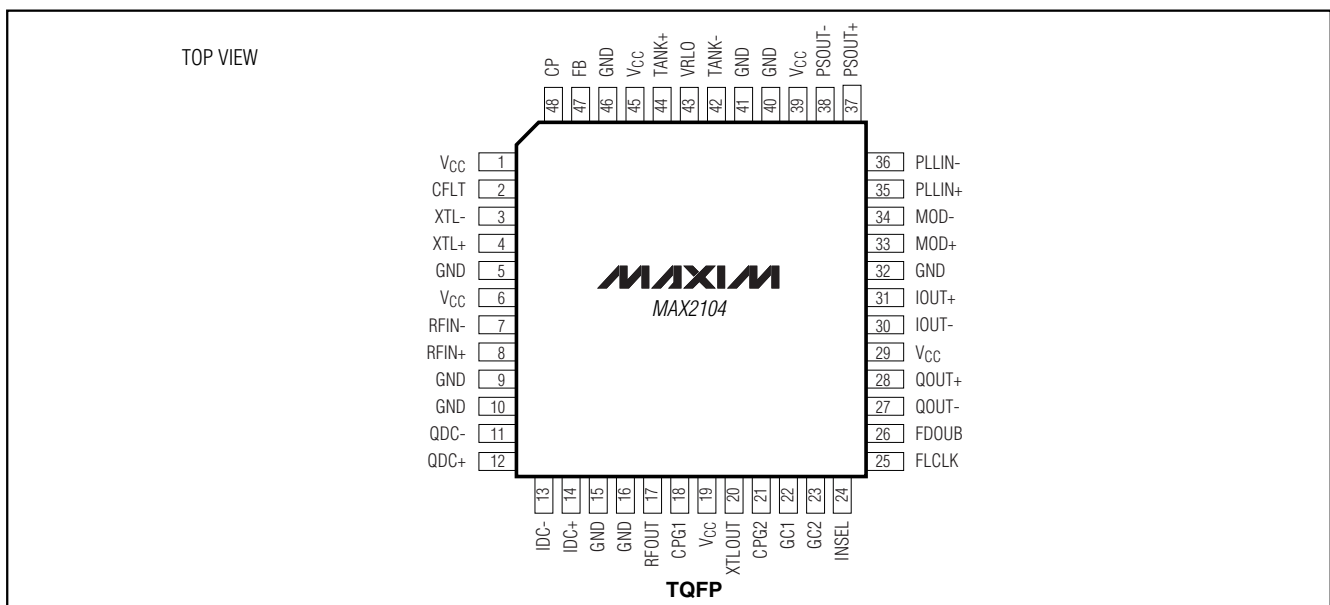 TOP VIEW
CP FB GND VCC TANK+ VRLO TANK- GND GND VCC PSOUT- PSOUT+
48 47 46 45 44 43 42 41 40 39 38 37
VCC 1 36 PLLIN-
CFLT 2 35 PLLIN+
XTL- 3 34 MOD-
XTL+ 4 33 MOD+
GND 5 32 GND
VCC 6 31 IOUT+
RFIN- 7 30 IOUT-
RFIN+ 8 29 VCC
GND 9 28 QOUT+
GND 10 27 QOUT-
QDC- 11 26 FDOUB
QDC+ 12 25 FLCLK
MAXIM
MAX2104
13 14 15 16 17 18 19 20 21 22 23 24
IDC- IDC+ GND GND RFOUT CPG1 VCC XTLOUT CPG2 GC1 GC2 INSEL
TQFP